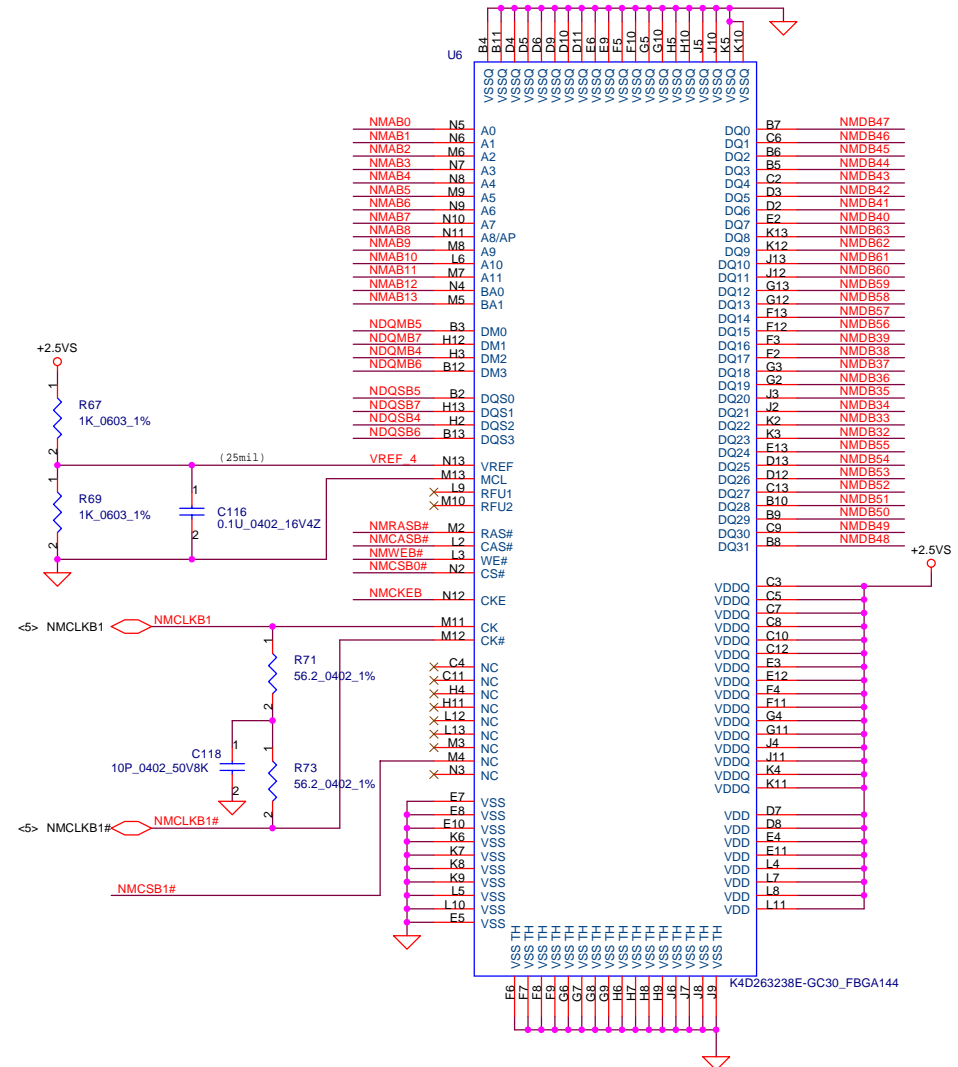 B4 B11 D4 D5 D6 D9 D10 D11 E6 E9 F5 F10 G5 G10 H5 H10 J5 J10 K5 K10
U6
VSSQ VSSQ VSSQ VSSQ VSSQ VSSQ VSSQ VSSQ VSSQ VSSQ VSSQ VSSQ VSSQ VSSQ VSSQ VSSQ VSSQ VSSQ VSSQ VSSQ
NMAB0 N5 A0 DQ0 B7 NMDB47
NMAB1 N6 A1 DQ1 C6 NMDB46
NMAB2 M6 A2 DQ2 B6 NMDB45
NMAB3 N7 A3 DQ3 B5 NMDB44
NMAB4 N8 A4 DQ4 C2 NMDB43
NMAB5 M9 A5 DQ5 D3 NMDB42
NMAB6 N9 A6 DQ6 D2 NMDB41
NMAB7 N10 A7 DQ7 E2 NMDB40
NMAB8 N11 A8/AP DQ8 K13 NMDB63
NMAB9 M8 A9 DQ9 K12 NMDB62
NMAB10 L6 A10 DQ10 J13 NMDB61
NMAB11 M7 A11 DQ11 J12 NMDB60
NMAB12 N4 BA0 DQ12 G13 NMDB59
NMAB13 M5 BA1 DQ13 G12 NMDB58
DQ14 F13 NMDB57
NDQMB5 B3 DM0 DQ15 F12 NMDB56
NDQMB7 H12 DM1 DQ16 F3 NMDB39
NDQMB4 H3 DM2 DQ17 F2 NMDB38
NDQMB6 B12 DM3 DQ18 G3 NMDB37
DQ19 G2 NMDB36
NDQSB5 B2 DQS0 DQ20 J3 NMDB35
NDQSB7 H13 DQS1 DQ21 J2 NMDB34
NDQSB4 H2 DQS2 DQ22 K2 NMDB33
NDQSB6 B13 DQS3 DQ23 K3 NMDB32
DQ24 E13 NMDB55
(25mil) VREF_4 N13 VREF DQ25 D13 NMDB54
M13 MCL DQ26 D12 NMDB53
L9 RFU1 DQ27 C13 NMDB52
M10 RFU2 DQ28 B10 NMDB51
DQ29 B9 NMDB50
NMRASB# M2 RAS# DQ30 C9 NMDB49
NMCASB# L2 CAS# DQ31 B8 NMDB48
NMWEB# L3 WE#
NMCSB0# N2 CS#
NMCKEB N12 CKE
+2.5VS
1
R67
1K_0603_1%
2
1
R69
1K_0603_1%
2
1
C116
0.1U_0402_16V4Z
2
+2.5VS
VDDQ C3
VDDQ C5
VDDQ C7
VDDQ C8
VDDQ C10
VDDQ C12
VDDQ E3
VDDQ E12
VDDQ F4
VDDQ F11
VDDQ G4
VDDQ G11
VDDQ J4
VDDQ J11
VDDQ K4
VDDQ K11
<5> NMCLKB1 NMCLKB1 M11 CK
M12 CK#
1
R71
56.2_0402_1%
2
C118
10P_0402_50V8K
1
2
1
R73
56.2_0402_1%
2
<5> NMCLKB1# NMCLKB1#
C4 NC
C11 NC
H4 NC
H11 NC
L12 NC
L13 NC
M3 NC
M4 NC
N3 NC
NMCSB1#
E7 VSS
E8 VSS
E10 VSS
K6 VSS
K7 VSS
K8 VSS
K9 VSS
L5 VSS
L10 VSS
E5 VSS
VDD D7
VDD D8
VDD E4
VDD E11
VDD L4
VDD L7
VDD L8
VDD L11
VSS TH VSS TH VSS TH VSS TH VSS TH VSS TH VSS TH VSS TH VSS TH VSS TH VSS TH VSS TH VSS TH VSS TH VSS TH VSS TH
K4D263238E-GC30_FBGA144
F6 F7 F8 F9 G6 G7 G8 G9 H6 H7 H8 H9 J6 J7 J8 J9